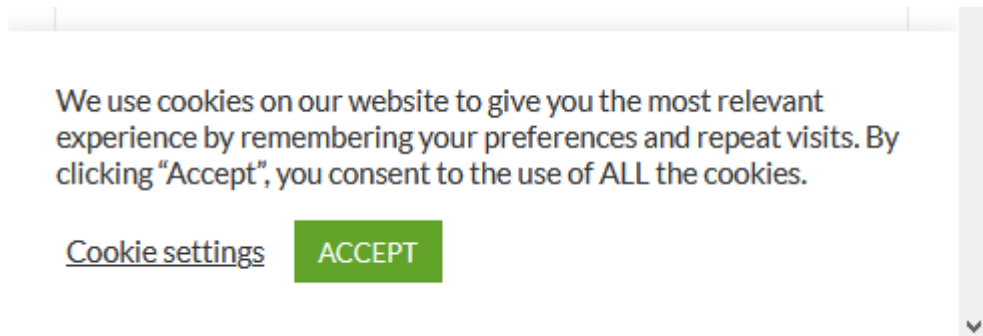 We use cookies on our website to give you the most relevant
experience by remembering your preferences and repeat visits. By
clicking “Accept”, you consent to the use of ALL the cookies.
Cookie settings ACCEPT